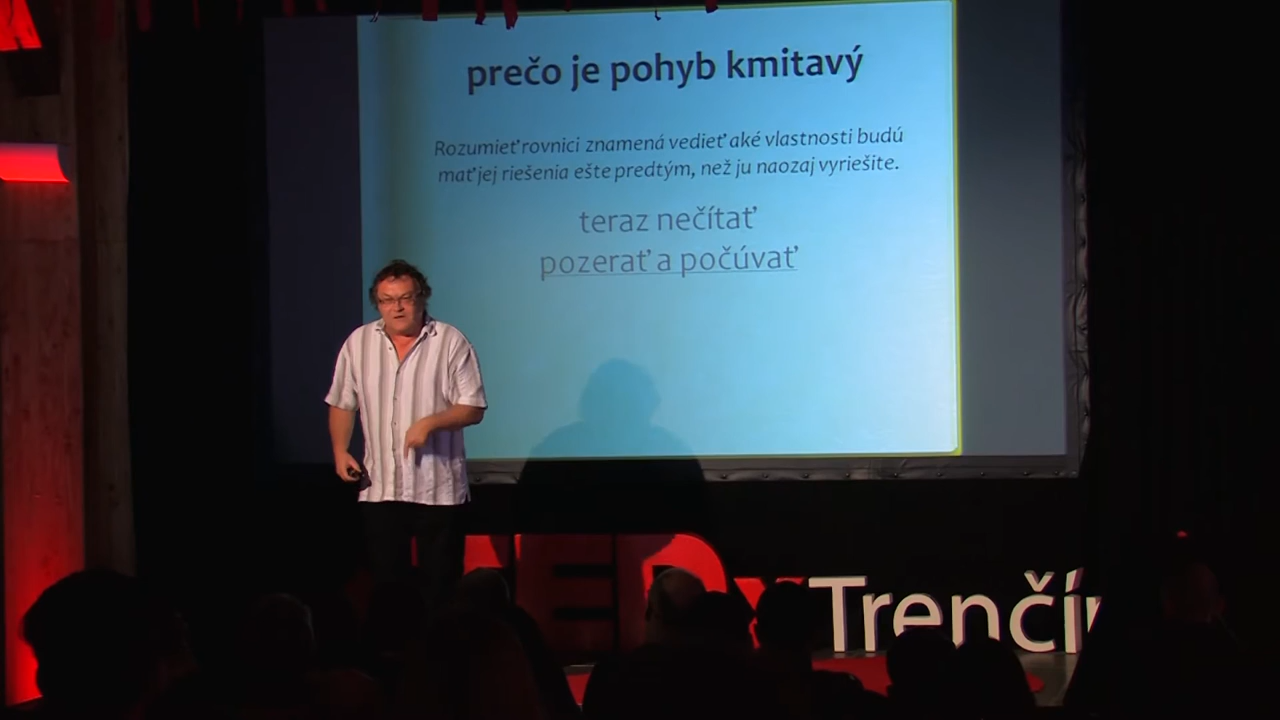 prečo je pohyb kmitavý
Rozumieť rovnici znamená vedieť aké vlastnosti budú
mať jej riešenia ešte predtým, než ju naozaj vyriešite.
teraz nečítať
pozerať a počúvať
TEDx